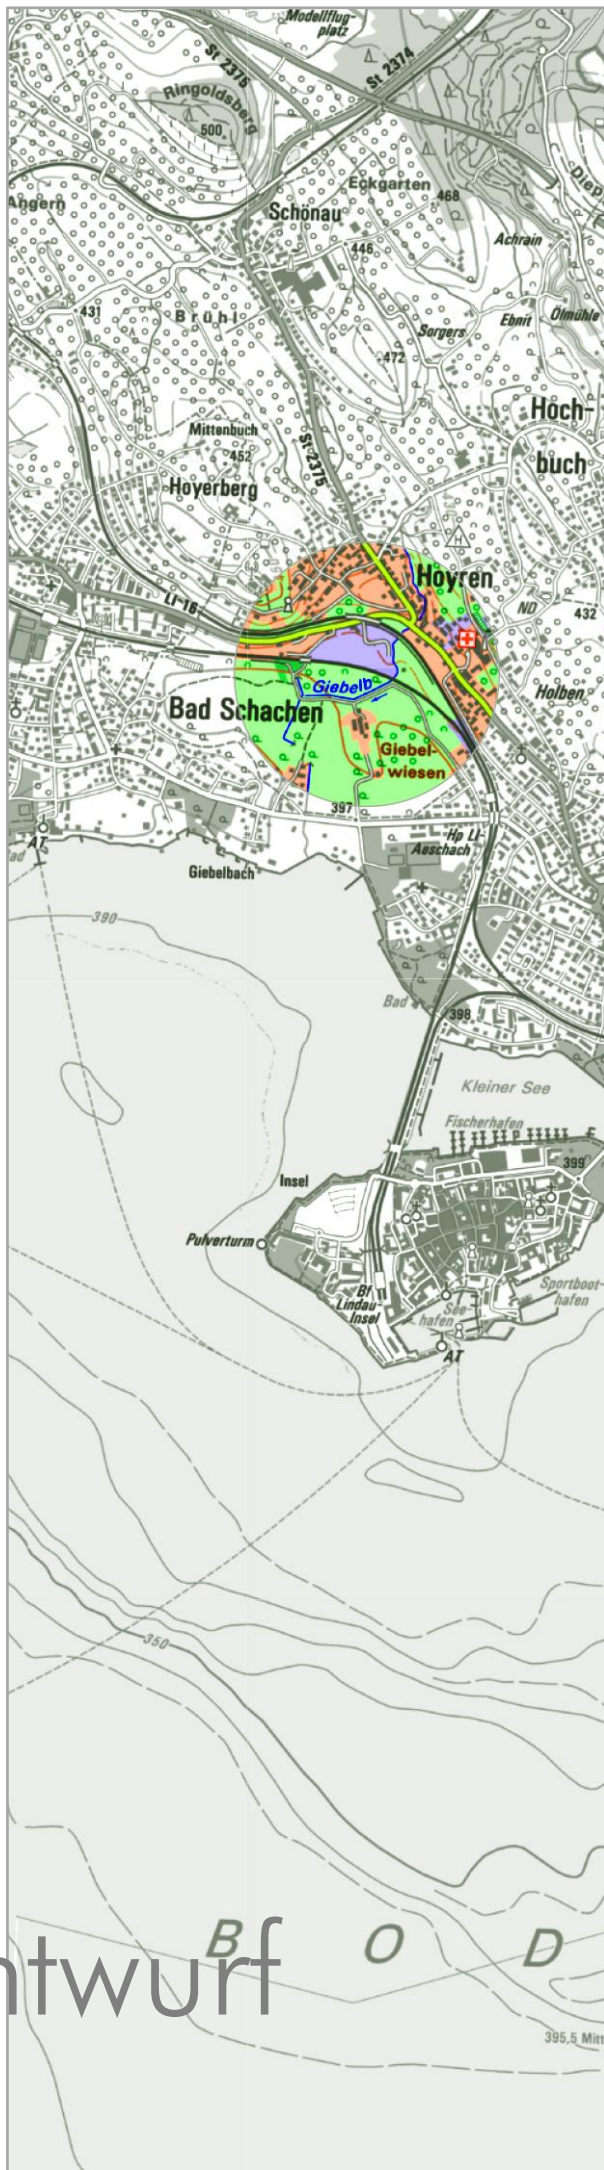 Modellflug-
platz
St 2375
St 2374
Ringoldsberg
500
Eckgarten
468
Angern
Schönau
Achrain
446
431
Brühl
Sorgers
Ebnit
Ölmühle
472
Hoch-
buch
Mittenbuch
452
St 2375
Hoyerberg
H
Hoyren
LI-16
ND
432
Giebelb
Holben
Bad Schachen
Giebel-
wiesen
397
Hp LI-
Aeschach
AT
ad
Giebelbach
390
Bad
398
Kleiner See
Fischerhafen
399
Insel
Pulverturm
Bf
Lindau-
Insel
See-
hafen
Sportboot-
hafen
AT
350
B O D
ntwurf
395,5 Mitt